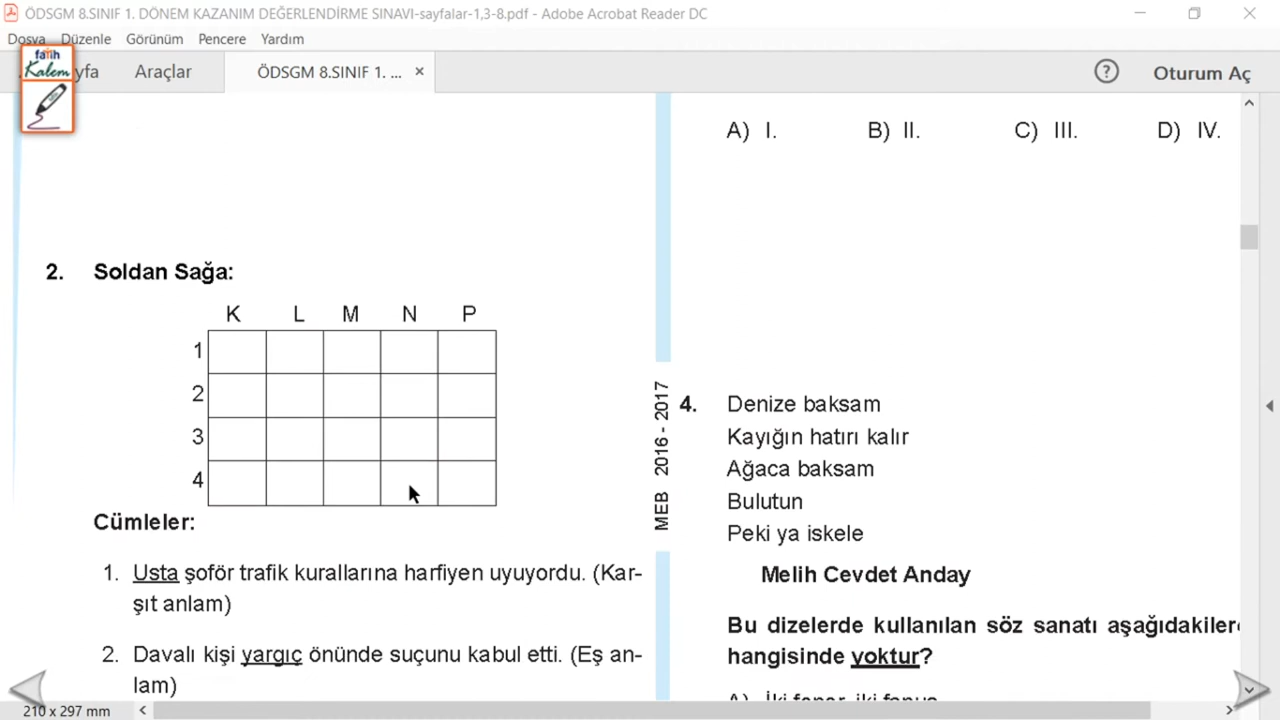 ÖDSGM 8.SINIF 1. DÖNEM KAZANIM DEĞERLENDİRME SINAVI-sayfalar-1,3-8.pdf - Adobe Acrobat Reader DC
Dosya Düzenle Görünüm Pencere Yardım
fatih
Kalem
yfa Araçlar ÖDSGM 8.SINIF 1. ... × ? Oturum Aç
2. Soldan Sağa:
K L M N P
1
2
3
4
Cümleler:
1. Usta şoför trafik kurallarına harfiyen uyuyordu. (Kar-
şıt anlam)
2. Davalı kişi yargıç önünde suçunu kabul etti. (Eş an-
lam)
MEB 2016 - 2017
A) I. B) II. C) III. D) IV.
4. Denize baksam
Kayığın hatırı kalır
Ağaca baksam
Bulutun
Peki ya iskele
Melih Cevdet Anday
Bu dizelerde kullanılan söz sanatı aşağıdakiler
hangisinde yoktur?
A) İki fener, iki fanus
210 x 297 mm